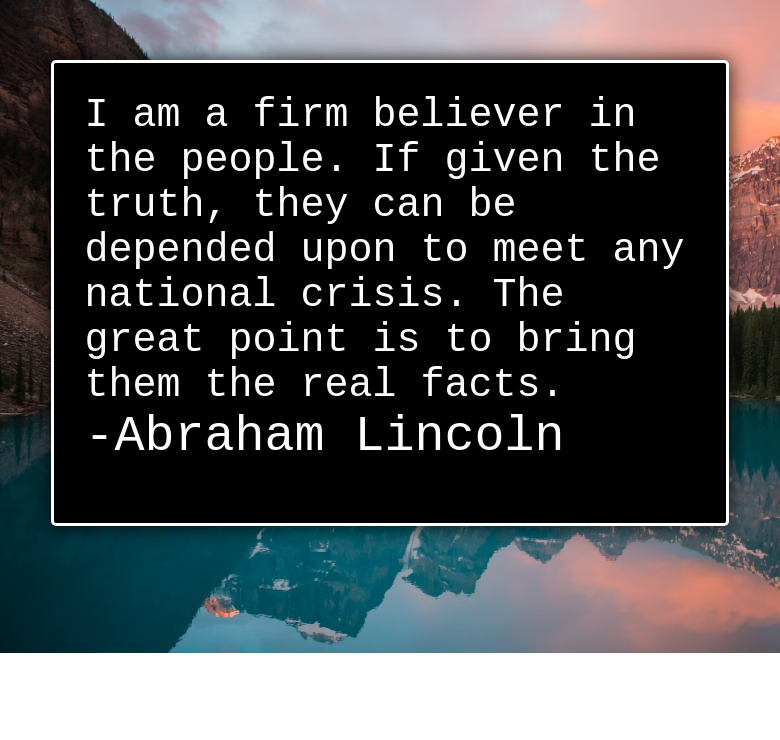 I am a firm believer in
the people. If given the
truth, they can be
depended upon to meet any
national crisis. The
great point is to bring
them the real facts.
-Abraham Lincoln